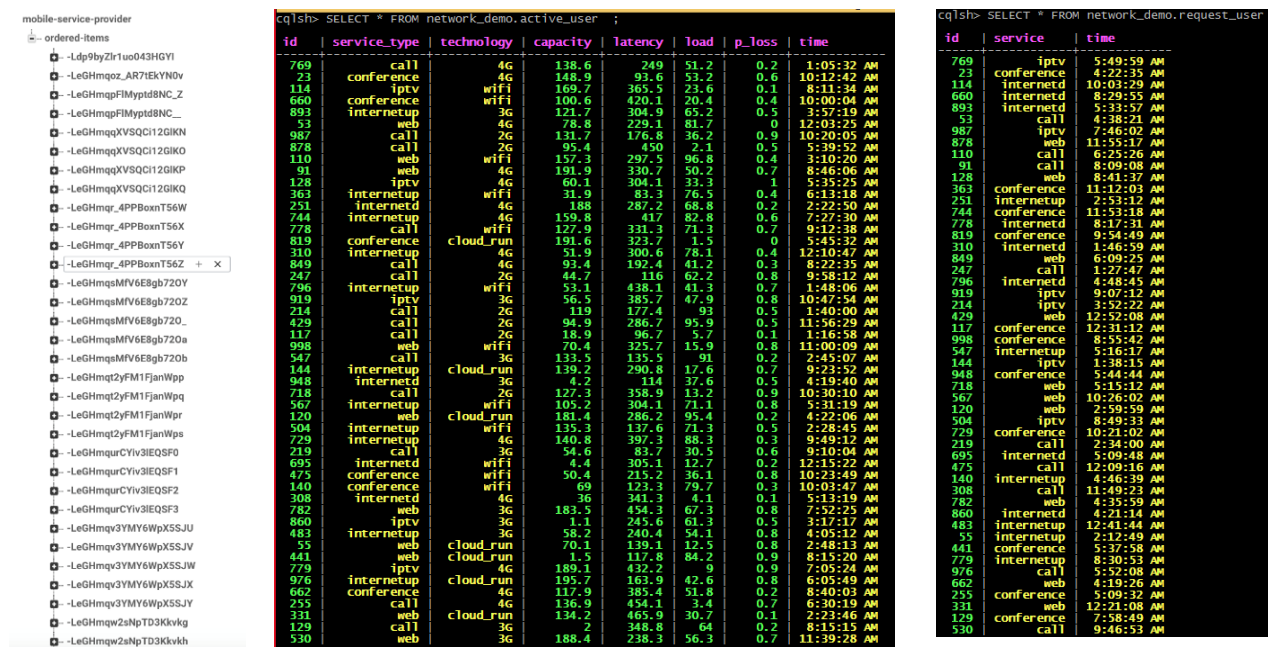 mobile-service-provider
ordered-items
-Ldp9byZlr1uo043HGYl
-LeGHmqoz_AR7tEkYN0v
-LeGHmqpFlMyptd8NC_Z
-LeGHmqpFlMyptd8NC__
-LeGHmqqXVSQCi12GlKN
-LeGHmqqXVSQCi12GlKO
-LeGHmqqXVSQCi12GlKP
-LeGHmqqXVSQCi12GlKQ
-LeGHmqr_4PPBoxnT56W
-LeGHmqr_4PPBoxnT56X
-LeGHmqr_4PPBoxnT56Y
-LeGHmqr_4PPBoxnT56Z + ×
-LeGHmqsMfV6E8gb72OY
-LeGHmqsMfV6E8gb72OZ
-LeGHmqsMfV6E8gb72O_
-LeGHmqsMfV6E8gb72Oa
-LeGHmqsMfV6E8gb72Ob
-LeGHmqt2yFM1FjanWpp
-LeGHmqt2yFM1FjanWpq
-LeGHmqt2yFM1FjanWpr
-LeGHmqt2yFM1FjanWps
-LeGHmqurCYiv3lEQSF0
-LeGHmqurCYiv3lEQSF1
-LeGHmqurCYiv3lEQSF2
-LeGHmqurCYiv3lEQSF3
-LeGHmqv3YMY6WpX5SJU
-LeGHmqv3YMY6WpX5SJV
-LeGHmqv3YMY6WpX5SJW
-LeGHmqv3YMY6WpX5SJX
-LeGHmqv3YMY6WpX5SJY
-LeGHmqw2sNpTD3Kkvkg
-LeGHmqw2sNpTD3Kkvkh
cqlsh> SELECT * FROM network_demo.active_user ;
id | service_type | technology | capacity | latency | load | p_loss | time
769 | call | 4G | 138.6 | 249 | 51.2 | 0.2 | 1:05:32 AM
23 | conference | 4G | 148.9 | 93.6 | 53.2 | 0.6 | 10:12:42 AM
114 | iptv | wifi | 169.7 | 365.5 | 23.6 | 0.1 | 8:11:34 AM
660 | conference | wifi | 100.6 | 420.1 | 20.4 | 0.4 | 10:00:04 AM
893 | internetup | 3G | 121.7 | 304.9 | 65.2 | 0.5 | 3:57:19 AM
53 | web | 4G | 78.8 | 229.1 | 81.7 | 0 | 12:03:25 AM
987 | call | 2G | 131.7 | 176.8 | 36.2 | 0.9 | 10:20:05 AM
878 | call | 2G | 95.4 | 450 | 2.1 | 0.5 | 5:39:52 AM
110 | web | wifi | 157.3 | 297.5 | 96.8 | 0.4 | 3:10:20 AM
91 | web | 4G | 191.9 | 330.7 | 50.2 | 0.7 | 8:46:06 AM
128 | iptv | 4G | 60.1 | 304.1 | 33.3 | 1 | 5:35:25 AM
363 | internetup | wifi | 31.9 | 83.3 | 76.5 | 0.4 | 6:13:18 AM
251 | internetd | 4G | 188 | 287.2 | 68.8 | 0.2 | 2:22:50 AM
744 | internetup | 4G | 159.8 | 417 | 82.8 | 0.6 | 7:27:30 AM
778 | call | wifi | 127.9 | 331.3 | 71.3 | 0.7 | 9:12:38 AM
819 | conference | cloud_run | 191.6 | 323.7 | 1.5 | 0 | 5:45:32 AM
310 | internetup | 4G | 51.9 | 300.6 | 78.1 | 0.4 | 12:10:47 AM
849 | call | 4G | 93.4 | 192.4 | 41.2 | 0.3 | 8:22:35 AM
247 | call | 2G | 44.7 | 116 | 62.2 | 0.8 | 9:58:12 AM
796 | internetup | wifi | 53.1 | 438.1 | 41.3 | 0.7 | 1:48:06 AM
919 | iptv | 3G | 56.5 | 385.7 | 47.9 | 0.8 | 10:47:54 AM
214 | call | 2G | 119 | 177.4 | 93 | 0.5 | 1:40:00 AM
429 | call | 2G | 94.9 | 286.7 | 95.9 | 0.5 | 11:56:29 AM
117 | call | 2G | 18.9 | 96.7 | 5.7 | 0.1 | 1:16:58 AM
998 | web | wifi | 70.4 | 325.7 | 15.9 | 0.8 | 11:00:09 AM
547 | call | 3G | 133.5 | 135.5 | 91 | 0.2 | 2:45:07 AM
144 | internetup | cloud_run | 139.2 | 290.8 | 17.6 | 0.7 | 9:23:52 AM
948 | internetd | 3G | 4.2 | 114 | 37.6 | 0.5 | 4:19:40 AM
718 | call | 2G | 127.3 | 358.9 | 13.2 | 0.9 | 10:30:10 AM
567 | internetup | wifi | 105.2 | 304.1 | 71.1 | 0.8 | 5:31:19 AM
120 | web | cloud_run | 181.4 | 286.2 | 95.4 | 0.2 | 4:22:06 AM
504 | internetup | wifi | 135.3 | 137.6 | 71.3 | 0.5 | 2:28:45 AM
729 | internetup | 4G | 140.8 | 397.3 | 88.3 | 0.3 | 9:49:12 AM
219 | call | 3G | 54.6 | 83.7 | 30.5 | 0.6 | 9:10:04 AM
695 | internetd | wifi | 4.4 | 305.1 | 12.7 | 0.2 | 12:15:22 AM
475 | conference | wifi | 50.4 | 215.2 | 36.1 | 0.8 | 10:23:49 AM
140 | conference | wifi | 69 | 123.3 | 79.7 | 0.3 | 10:03:47 AM
308 | internetd | 4G | 36 | 341.3 | 4.1 | 0.1 | 5:13:19 AM
782 | web | 3G | 183.5 | 454.3 | 67.3 | 0.8 | 7:52:25 AM
860 | iptv | 3G | 1.1 | 245.6 | 61.3 | 0.5 | 3:17:17 AM
483 | internetup | 3G | 58.2 | 240.4 | 54.1 | 0.8 | 4:05:12 AM
55 | web | cloud_run | 70.1 | 139.1 | 12.5 | 0.8 | 2:48:13 AM
441 | web | cloud_run | 1.5 | 117.8 | 84.2 | 0.9 | 8:15:20 AM
779 | iptv | 4G | 189.1 | 432.2 | 9 | 0.9 | 7:05:24 AM
976 | internetup | cloud_run | 195.7 | 163.9 | 42.6 | 0.8 | 6:05:49 AM
662 | conference | 4G | 117.9 | 385.4 | 51.8 | 0.2 | 8:40:03 AM
255 | call | 4G | 136.9 | 454.1 | 3.4 | 0.7 | 6:30:19 AM
331 | web | cloud_run | 134.2 | 465.9 | 30.7 | 0.1 | 2:23:46 AM
129 | call | 3G | 2 | 348.8 | 64 | 0.2 | 8:15:15 AM
530 | web | 3G | 188.4 | 238.3 | 56.3 | 0.7 | 11:39:28 AM
cqlsh> SELECT * FROM network_demo.request_user
id | service | time
769 | iptv | 5:49:59 AM
23 | conference | 4:22:35 AM
114 | internetd | 10:03:29 AM
660 | internetd | 8:29:55 AM
893 | internetd | 5:33:57 AM
53 | call | 4:38:21 AM
987 | iptv | 7:46:02 AM
878 | web | 11:55:17 AM
110 | call | 6:25:26 AM
91 | call | 8:09:08 AM
128 | web | 8:41:37 AM
363 | conference | 11:12:03 AM
251 | internetup | 2:53:12 AM
744 | conference | 11:53:18 AM
778 | internetd | 8:17:31 AM
819 | conference | 9:54:49 AM
310 | internetd | 1:46:59 AM
849 | web | 6:09:25 AM
247 | call | 1:27:47 AM
796 | internetd | 4:48:45 AM
919 | iptv | 9:07:12 AM
214 | iptv | 3:52:22 AM
429 | web | 12:52:08 AM
117 | conference | 12:31:12 AM
998 | conference | 8:55:42 AM
547 | internetup | 5:16:17 AM
144 | iptv | 1:38:15 AM
948 | conference | 5:44:44 AM
718 | web | 5:15:12 AM
567 | web | 10:26:02 AM
120 | web | 2:59:59 AM
504 | iptv | 8:49:33 AM
729 | conference | 10:21:02 AM
219 | call | 2:34:00 AM
695 | internetd | 5:09:48 AM
475 | call | 12:09:16 AM
140 | internetup | 4:46:39 AM
308 | call | 11:49:23 AM
782 | web | 4:35:59 AM
860 | internetd | 4:21:14 AM
483 | internetup | 12:41:44 AM
55 | internetup | 2:12:49 AM
441 | conference | 5:37:58 AM
779 | internetup | 8:30:53 AM
976 | call | 5:52:08 AM
662 | web | 4:19:26 AM
255 | conference | 5:09:32 AM
331 | web | 12:21:08 AM
129 | conference | 7:58:49 AM
530 | call | 9:46:53 AM